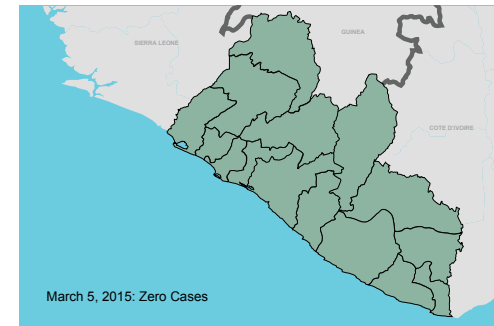 GUINEA
SIERRA LEONE
COTE D'IVOIRE
March 5, 2015: Zero Cases